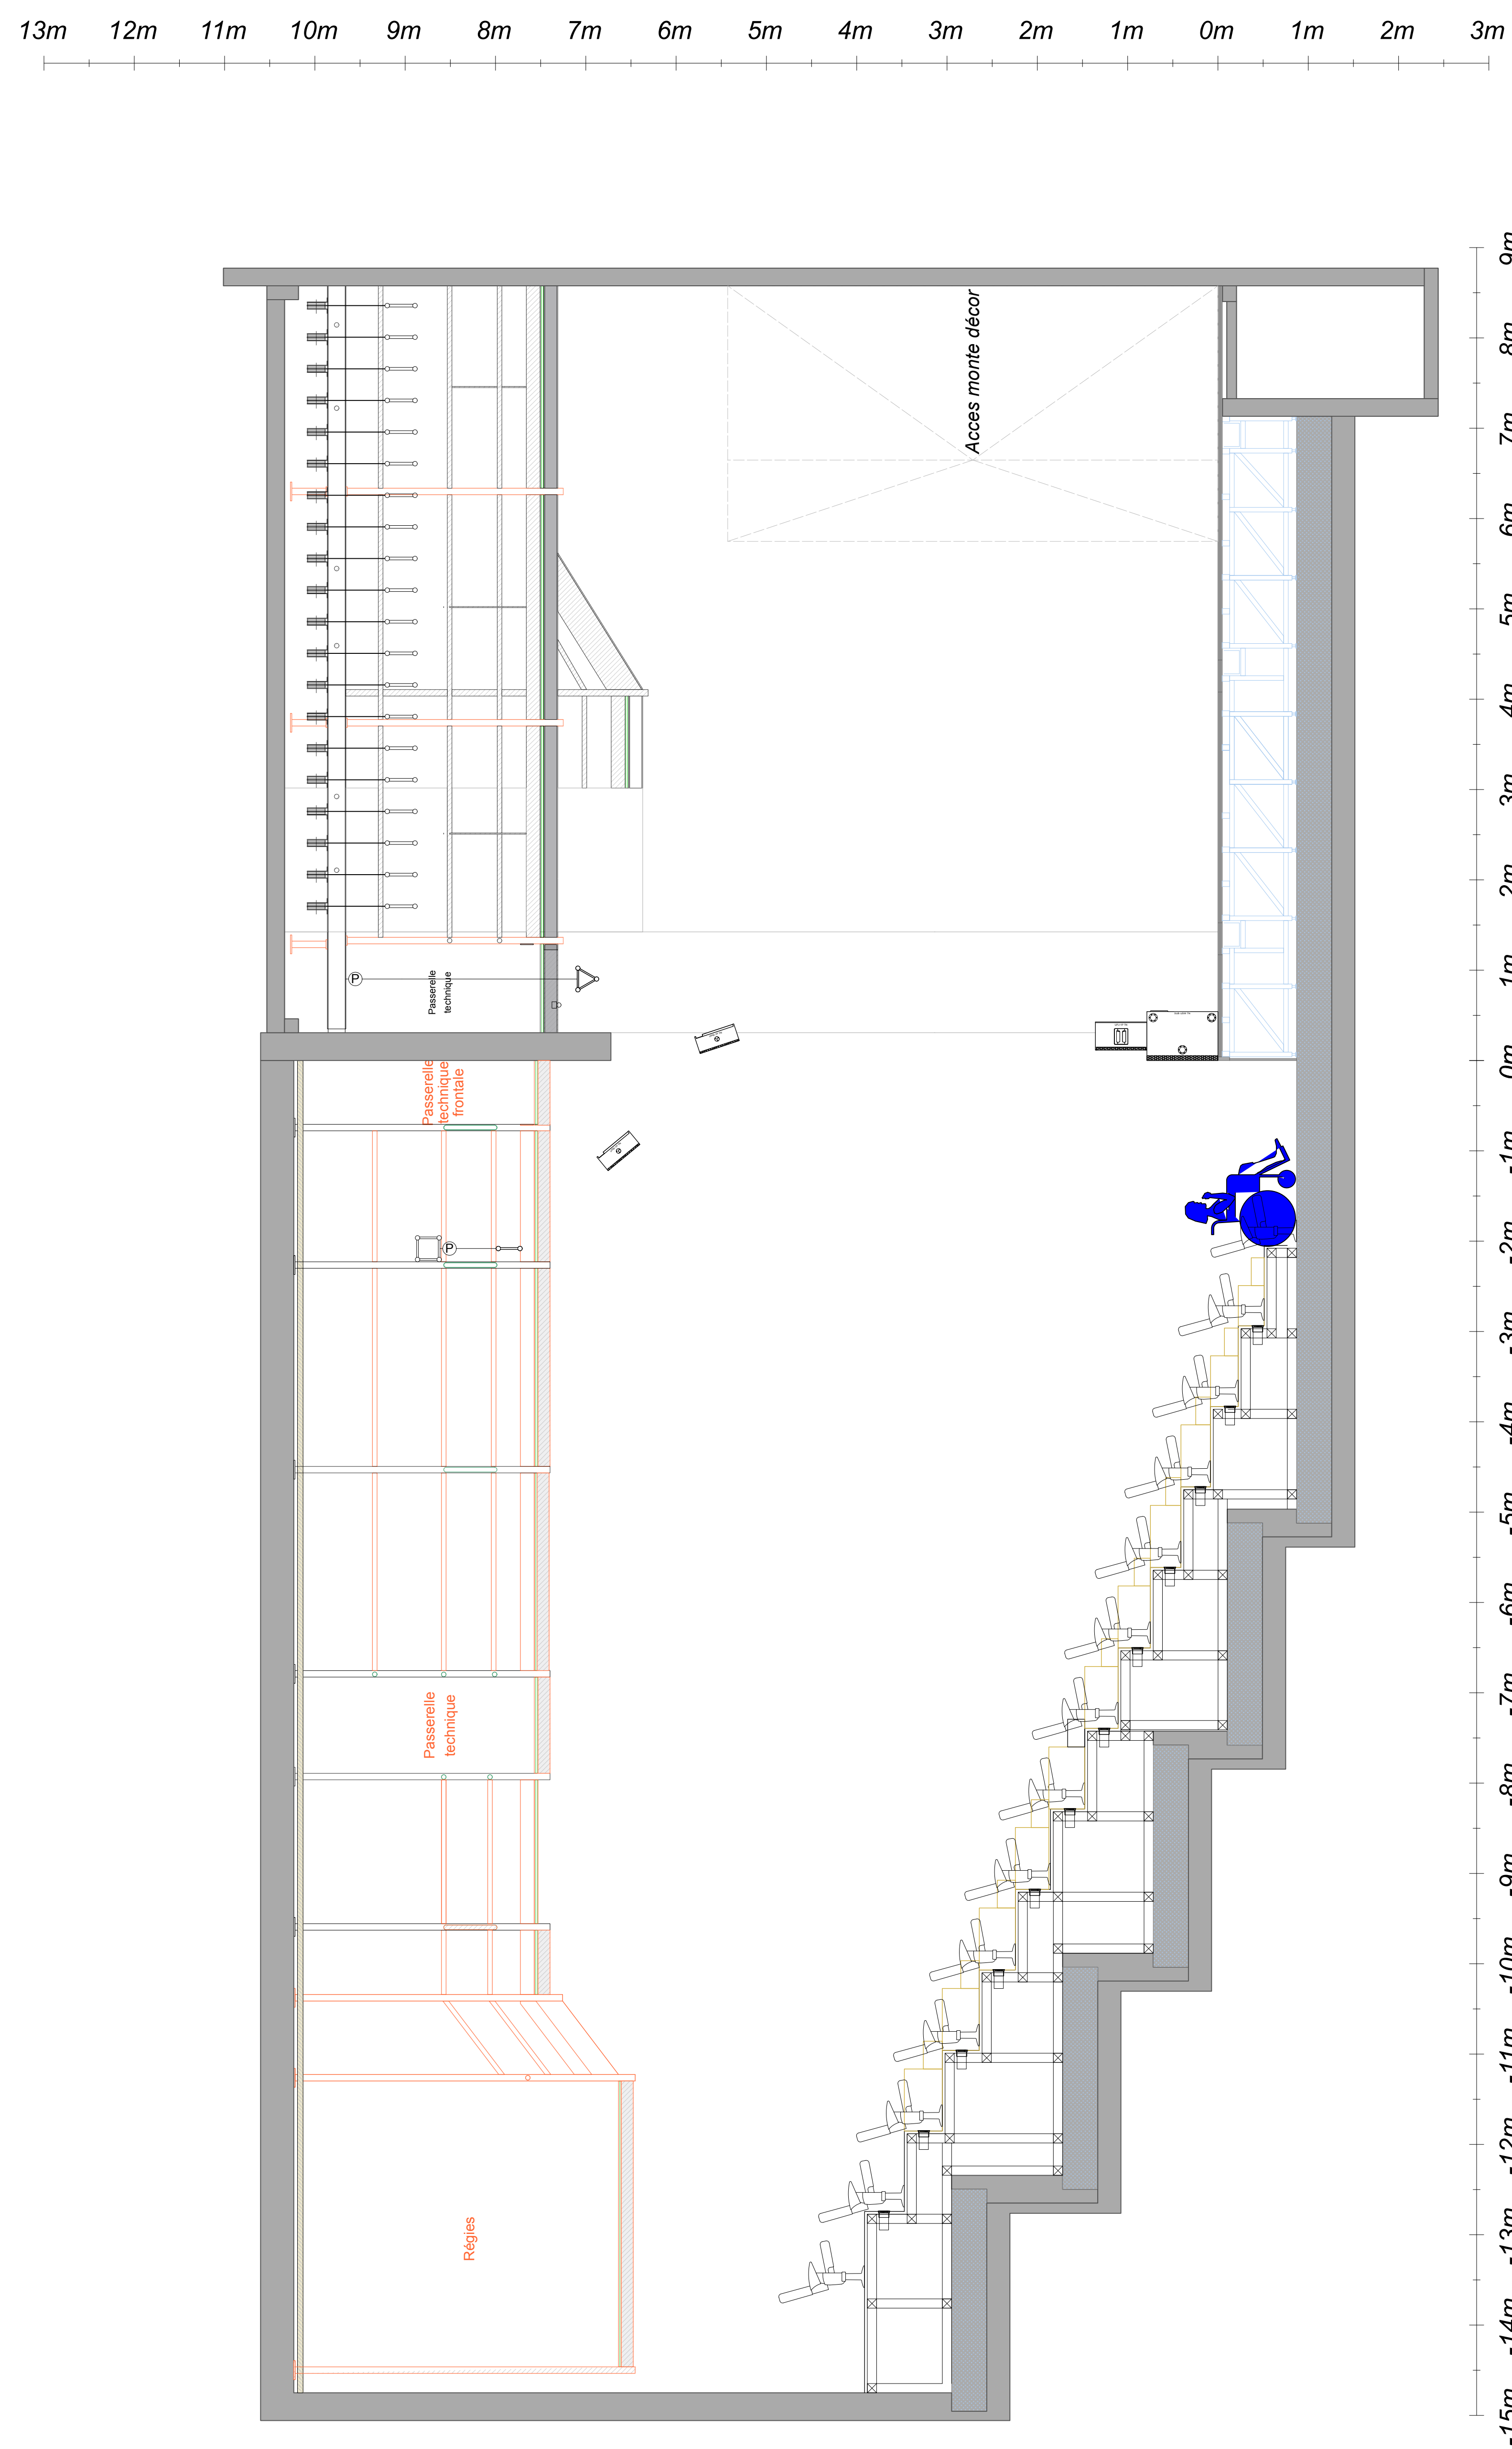 13m 12m 11m 10m 9m 8m 7m 6m 5m 4m 3m 2m 1m 0m 1m 2m 3m
9m
8m
7m
6m
5m
4m
3m
2m
1m
0m
-1m
-2m
-3m
-4m
-5m
-6m
-7m
-8m
-9m
-10m
-11m
-12m
-13m
-14m
-15m
Acces monte décor
P
Passerelle
technique
Passerelle
technique
frontale
P
Passerelle
technique
Régies